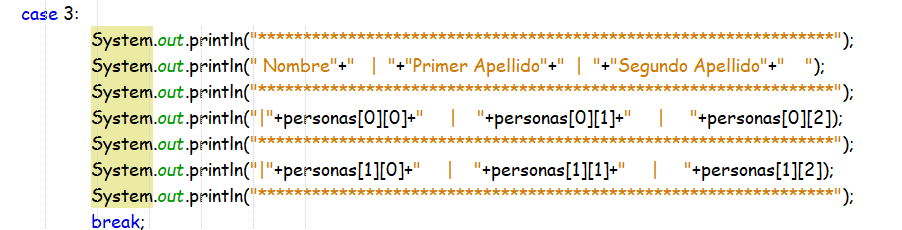 case 3:
System.out.println("****************************************************************");
System.out.println(" Nombre"+"   |  "+"Primer Apellido"+"  |  "+"Segundo Apellido"+"    ");
System.out.println("****************************************************************");
System.out.println("|"+personas[0][0]+"    |    "+personas[0][1]+"     |     "+personas[0][2]);
System.out.println("****************************************************************");
System.out.println("|"+personas[1][0]+"     |    "+personas[1][1]+"     |     "+personas[1][2]);
System.out.println("****************************************************************");
break;